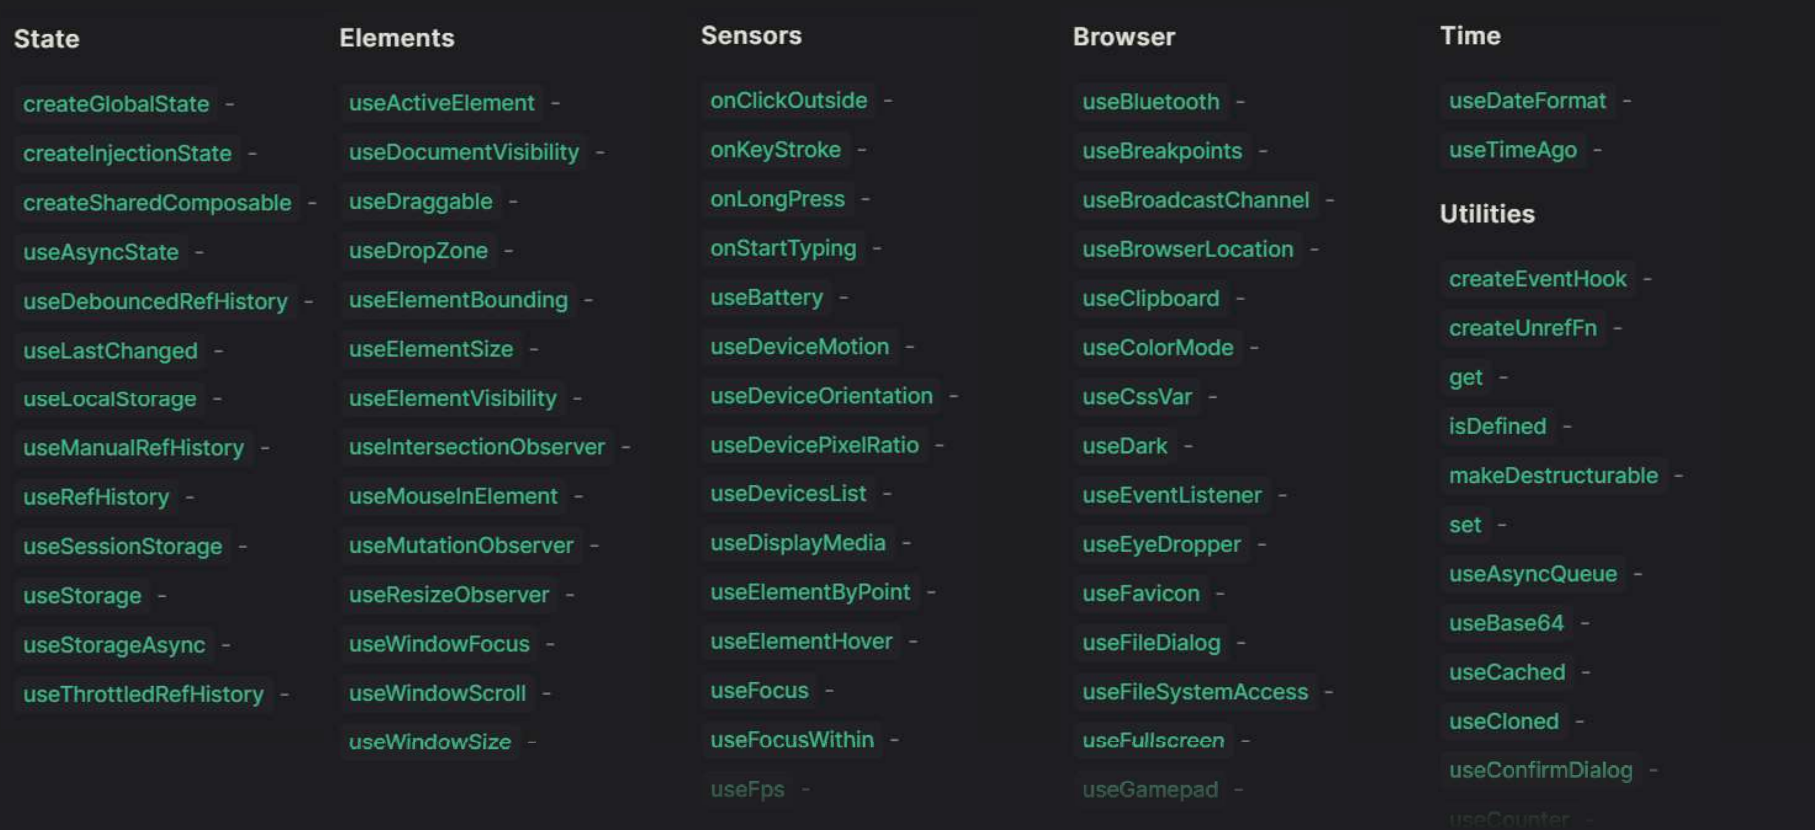 State
createGlobalState -
createInjectionState -
createSharedComposable -
useAsyncState -
useDebouncedRefHistory -
useLastChanged -
useLocalStorage -
useManualRefHistory -
useRefHistory -
useSessionStorage -
useStorage -
useStorageAsync -
useThrottledRefHistory -
Elements
useActiveElement -
useDocumentVisibility -
useDraggable -
useDropZone -
useElementBounding -
useElementSize -
useElementVisibility -
useIntersectionObserver -
useMouseInElement -
useMutationObserver -
useResizeObserver -
useWindowFocus -
useWindowScroll -
useWindowSize -
Sensors
onClickOutside -
onKeyStroke -
onLongPress -
onStartTyping -
useBattery -
useDeviceMotion -
useDeviceOrientation -
useDevicePixelRatio -
useDevicesList -
useDisplayMedia -
useElementByPoint -
useElementHover -
useFocus -
useFocusWithin -
useFps -
Browser
useBluetooth -
useBreakpoints -
useBroadcastChannel -
useBrowserLocation -
useClipboard -
useColorMode -
useCssVar -
useDark -
useEventListener -
useEyeDropper -
useFavicon -
useFileDialog -
useFileSystemAccess -
useFullscreen -
useGamepad -
Time
useDateFormat -
useTimeAgo -
Utilities
createEventHook -
createUnrefFn -
get -
isDefined -
makeDestructurable -
set -
useAsyncQueue -
useBase64 -
useCached -
useCloned -
useConfirmDialog -
useCounter -